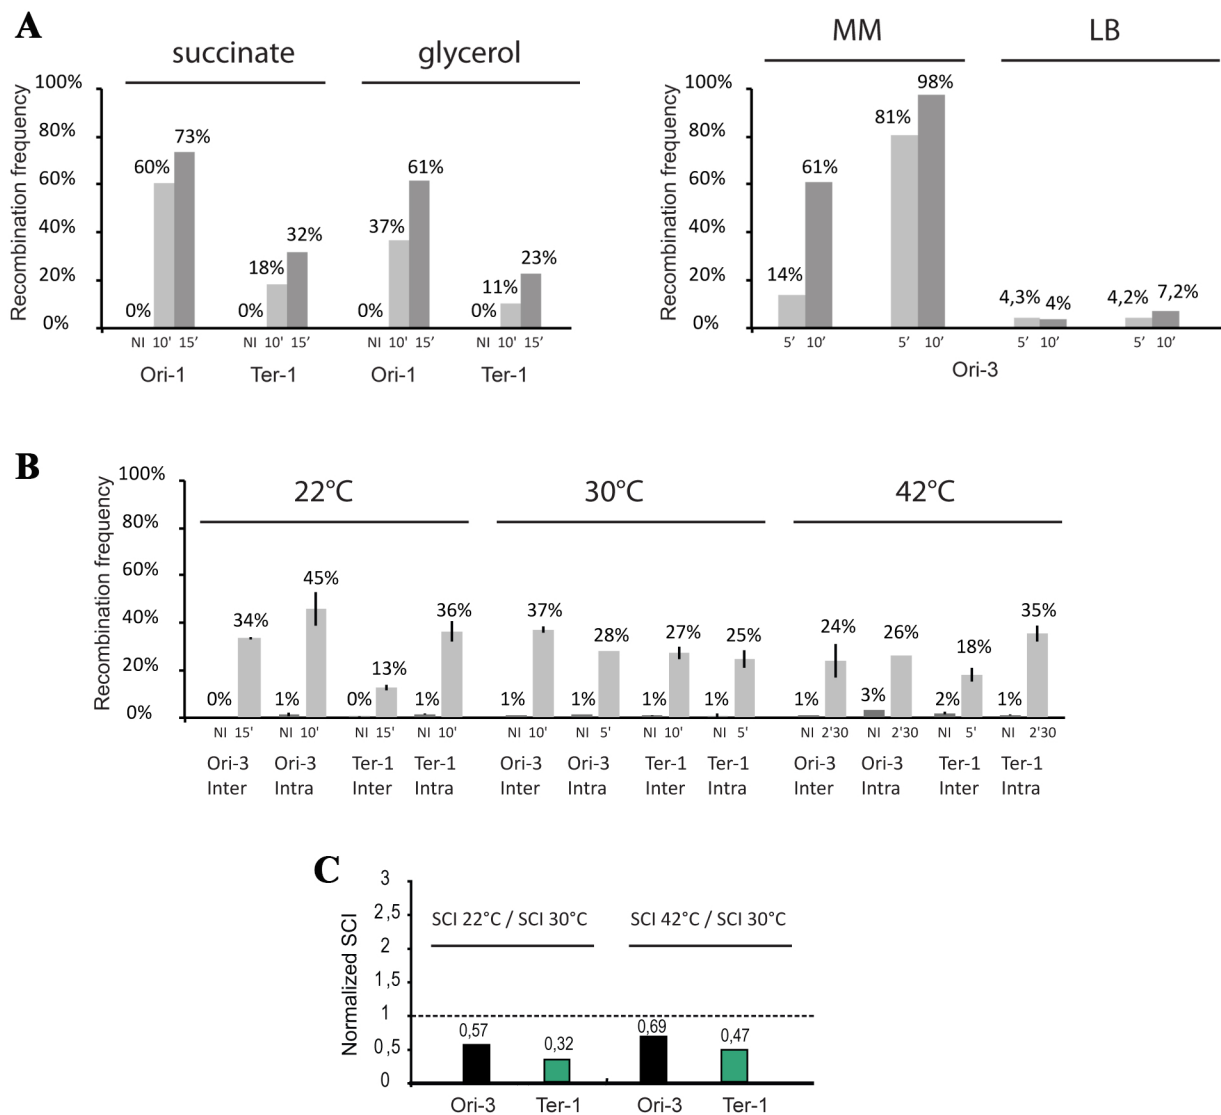 A
succinate glycerol
Recombination frequency
100%
80%
60%
40%
20%
0%
0% 60% 73% 18% 32% 0% 37% 61% 0% 11% 23%
0%
NI 10' 15' NI 10' 15' NI 10' 15' NI 10' 15'
Ori-1 Ter-1 Ori-1 Ter-1
MM LB
Recombination frequency
100%
80%
60%
40%
20%
0%
14% 61% 81% 98% 4,3% 4% 4,2% 7,2%
5' 10' 5' 10' 5' 10' 5' 10'
Ori-3
B
22°C 30°C 42°C
Recombination frequency
100%
80%
60%
40%
20%
0%
0% 34% 1% 45% 0% 13% 1% 36% 1% 37% 1% 28% 1% 27% 1% 25% 1% 24% 3% 26% 2% 18% 1% 35%
NI 15' NI 10' NI 15' NI 10' NI 10' NI 5' NI 10' NI 5' NI 2'30 NI 2'30 NI 5' NI 2'30
Ori-3 Ori-3 Ter-1 Ter-1 Ori-3 Ori-3 Ter-1 Ter-1 Ori-3 Ori-3 Ter-1 Ter-1
Inter Intra Inter Intra Inter Intra Inter Intra Inter Intra Inter Intra
C
Normalized SCI
3
2,5
2
1,5
1
0,5
0
SCI 22°C / SCI 30°C SCI 42°C / SCI 30°C
0,57 0,32 0,69 0,47
Ori-3 Ter-1 Ori-3 Ter-1